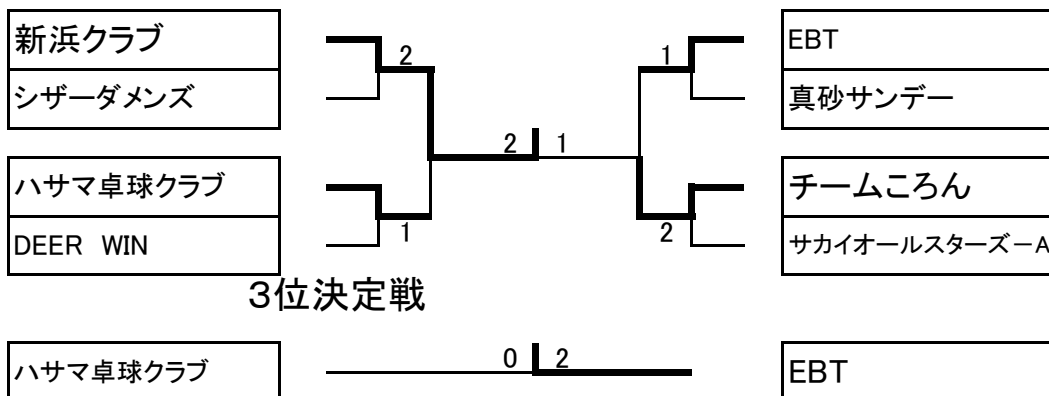 新浜クラブ
シザーダメンズ
ハサマ卓球クラブ
DEER WIN
2
1
2 1
1
2
EBT
真砂サンデー
チームころん
サカイオールスターズ－A
3位決定戦
ハサマ卓球クラブ
0 2
EBT